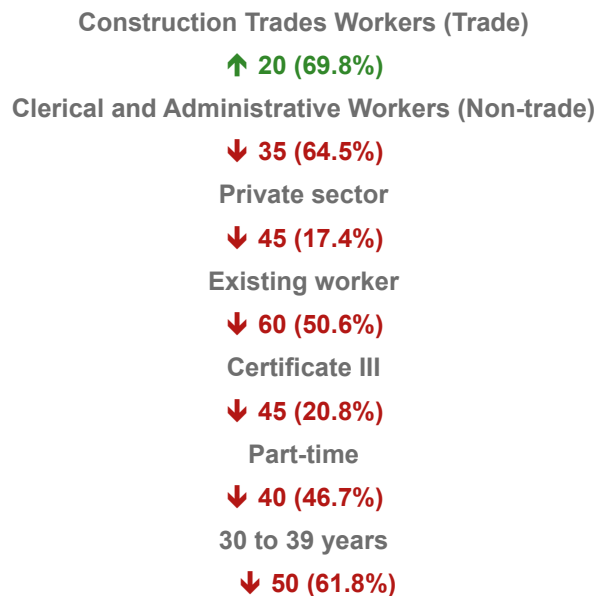 Construction Trades Workers (Trade)
↑ 20 (69.8%)
Clerical and Administrative Workers (Non-trade)
↓ 35 (64.5%)
Private sector
↓ 45 (17.4%)
Existing worker
↓ 60 (50.6%)
Certificate III
↓ 45 (20.8%)
Part-time
↓ 40 (46.7%)
30 to 39 years
↓ 50 (61.8%)